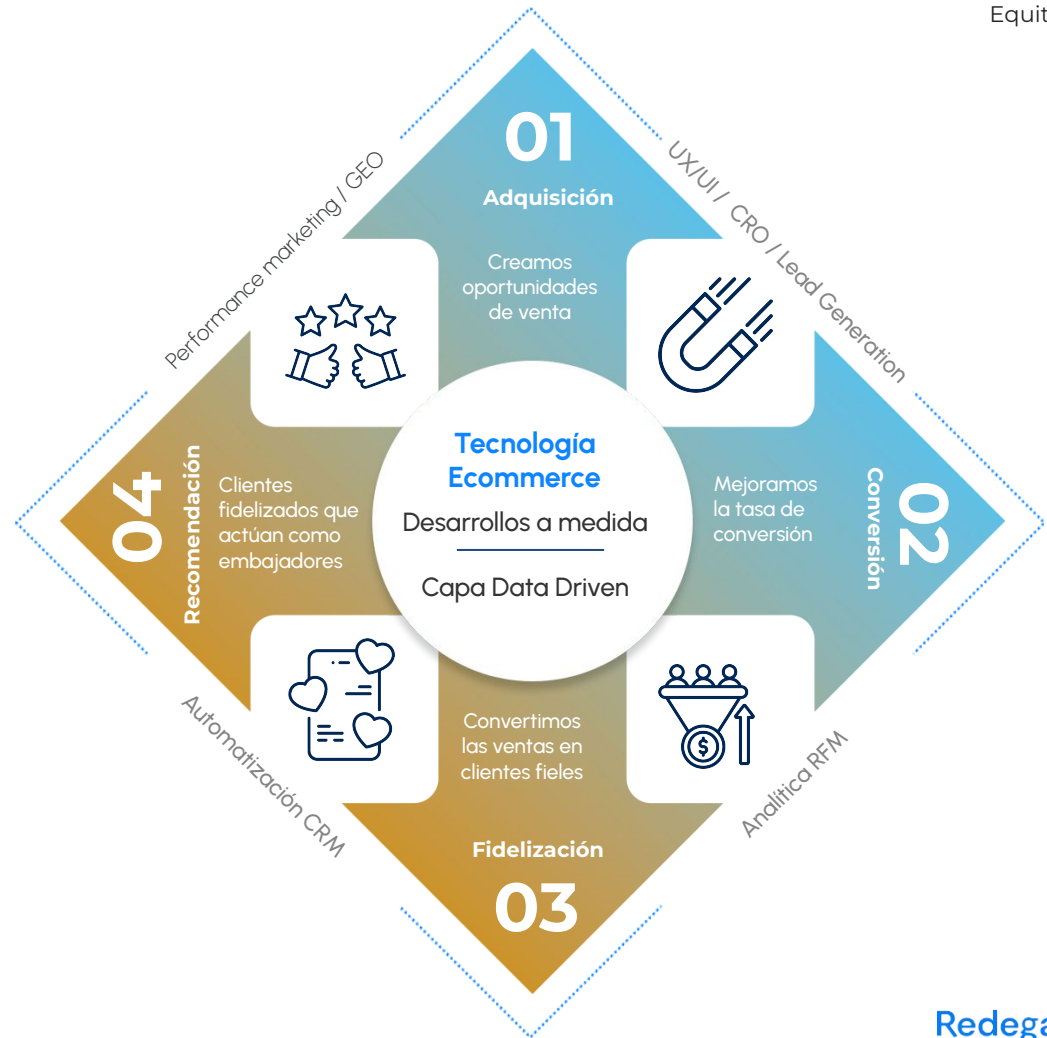 Equit
01
Adquisición
Creamos
oportunidades
de venta
Performance marketing / GEO
UX/UI / CRO / Lead Generation
Tecnología
Ecommerce
Desarrollos a medida
Capa Data Driven
04
Recomendación
Clientes
fidelizados que
actúan como
embajadores
Mejoramos
la tasa de
conversión
Conversión
02
Convertimos
las ventas en
clientes fieles
$
Automatización CRM
Analítica RFM
Fidelización
03
Redega